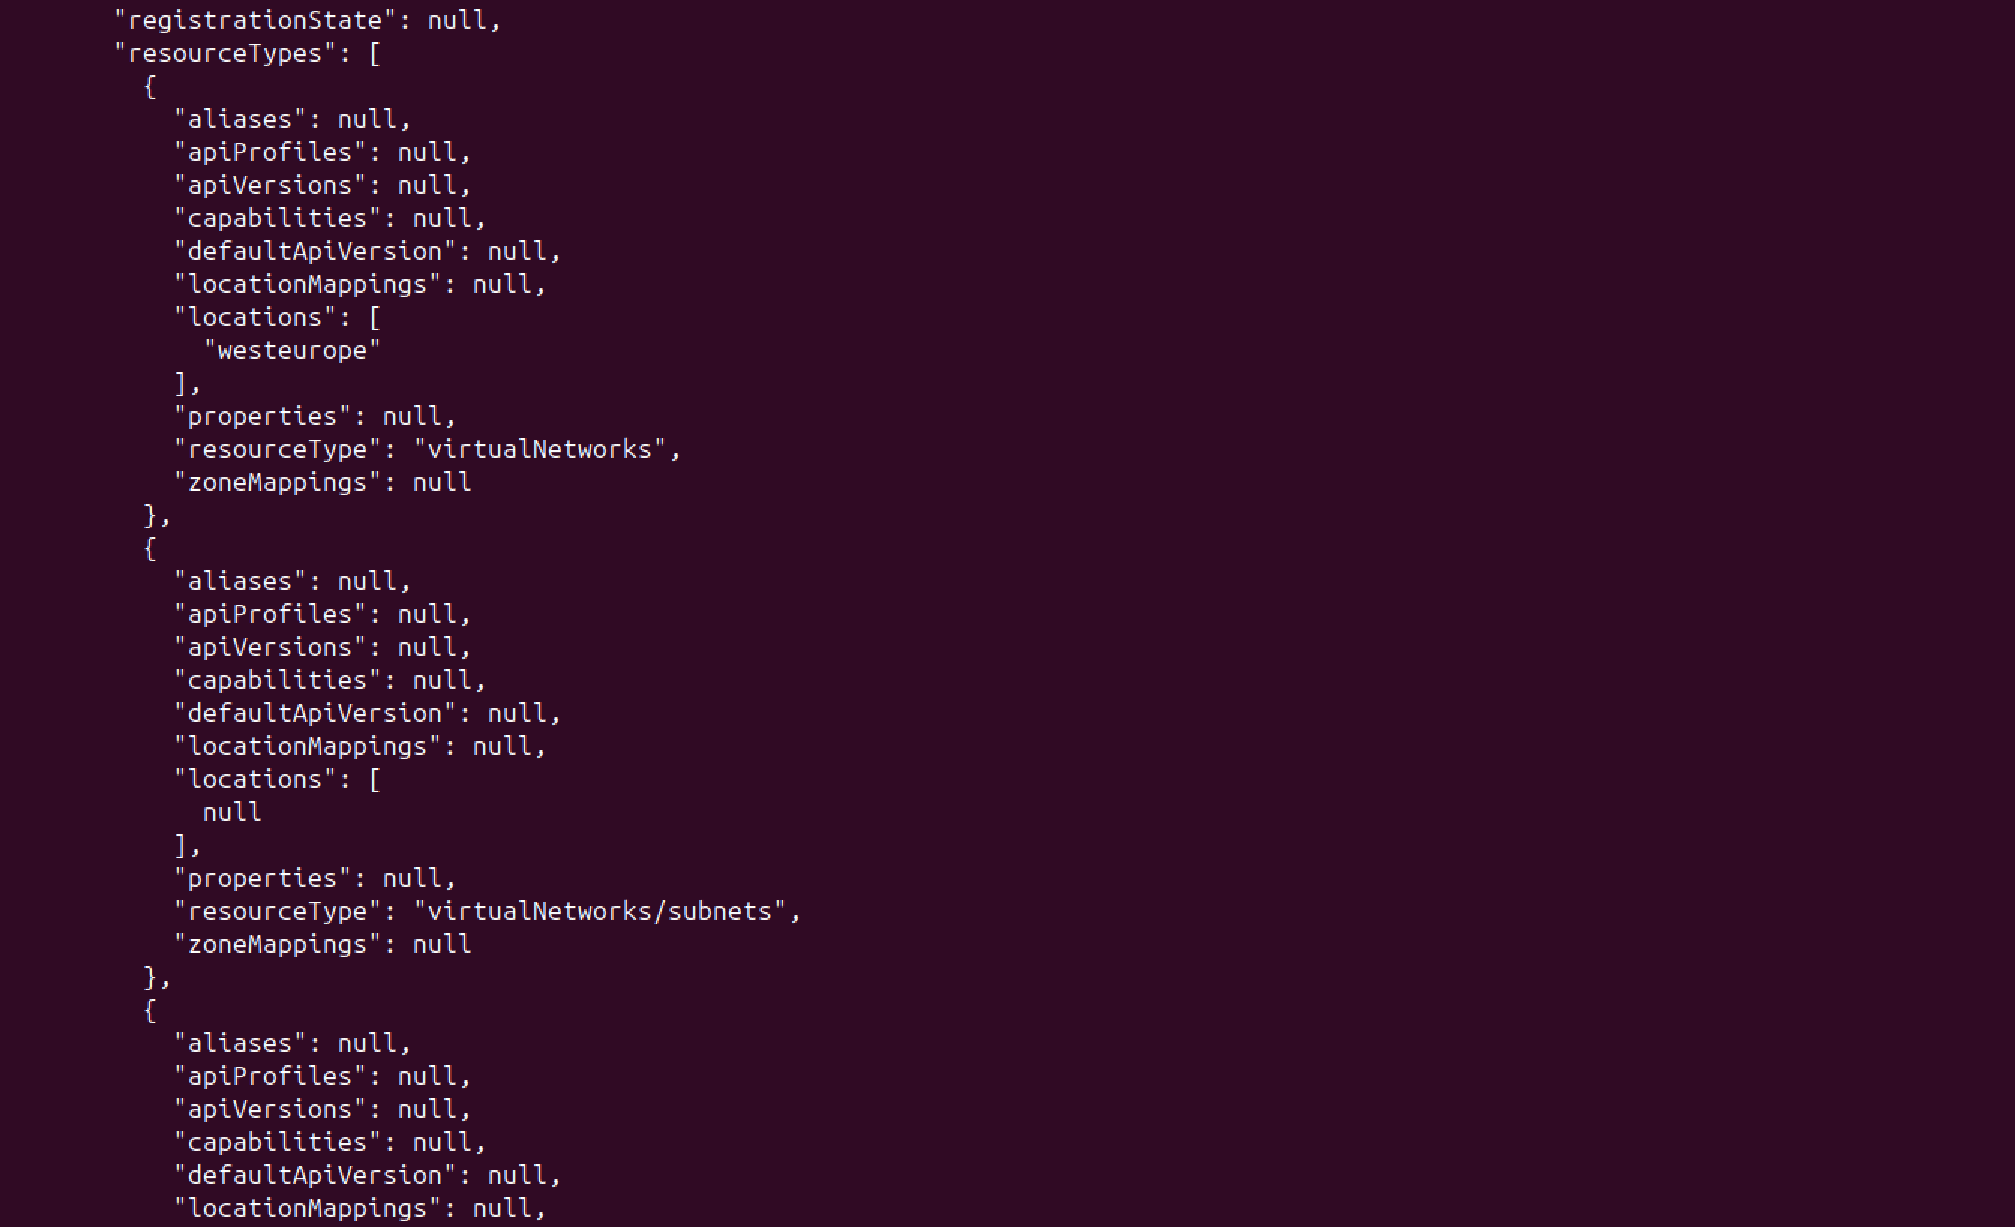 "registrationState": null,
"resourceTypes": [
{
"aliases": null,
"apiProfiles": null,
"apiVersions": null,
"capabilities": null,
"defaultApiVersion": null,
"locationMappings": null,
"locations": [
"westeurope"
],
"properties": null,
"resourceType": "virtualNetworks",
"zoneMappings": null
},
{
"aliases": null,
"apiProfiles": null,
"apiVersions": null,
"capabilities": null,
"defaultApiVersion": null,
"locationMappings": null,
"locations": [
null
],
"properties": null,
"resourceType": "virtualNetworks/subnets",
"zoneMappings": null
},
{
"aliases": null,
"apiProfiles": null,
"apiVersions": null,
"capabilities": null,
"defaultApiVersion": null,
"locationMappings": null,